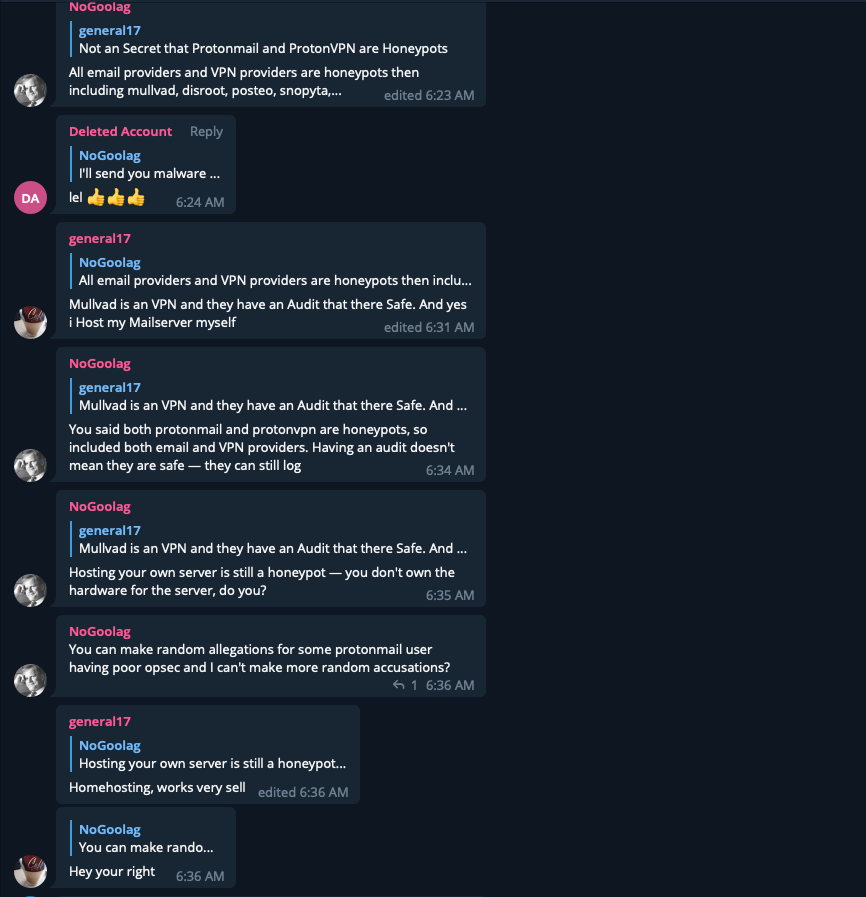 NoGoolag
general17
Not an Secret that Protonmail and ProtonVPN are Honeypots
All email providers and VPN providers are honeypots then
including mullvad, disroot, posteo, snopyta,...
edited 6:23 AM
Deleted Account Reply
NoGoolag
I'll send you malware ...
lel 👍👍👍
6:24 AM
DA
general17
NoGoolag
All email providers and VPN providers are honeypots then inclu...
Mullvad is an VPN and they have an Audit that there Safe. And yes
i Host my Mailserver myself
edited 6:31 AM
NoGoolag
general17
Mullvad is an VPN and they have an Audit that there Safe. And ...
You said both protonmail and protonvpn are honeypots, so
included both email and VPN providers. Having an audit doesn't
mean they are safe — they can still log
6:34 AM
NoGoolag
general17
Mullvad is an VPN and they have an Audit that there Safe. And ...
Hosting your own server is still a honeypot — you don't own the
hardware for the server, do you?
6:35 AM
NoGoolag
You can make random allegations for some protonmail user
having poor opsec and I can't make more random accusations?
1 6:36 AM
general17
NoGoolag
Hosting your own server is still a honeypot...
Homehosting, works very sell
edited 6:36 AM
NoGoolag
You can make rando...
Hey your right
6:36 AM